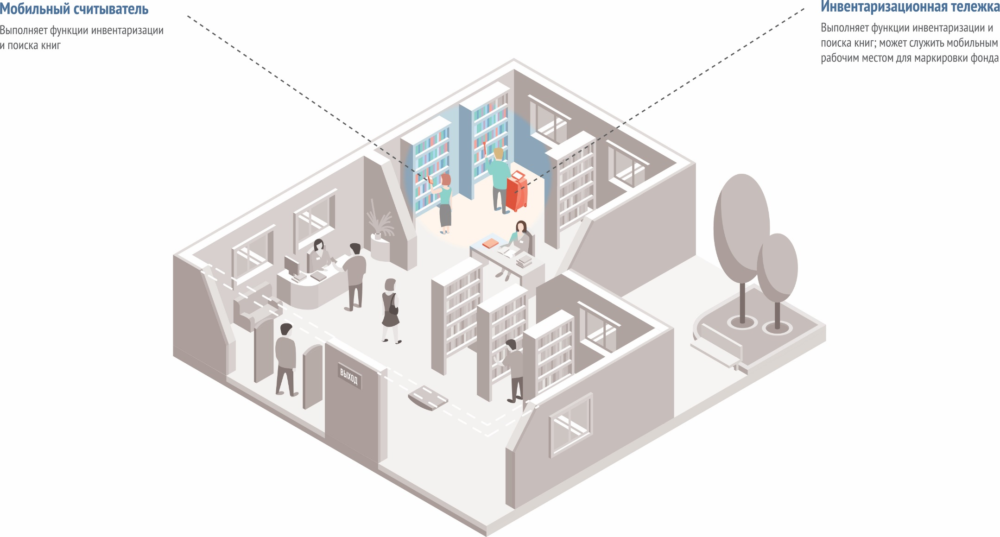 Мобильный считыватель
Выполняет функции инвентаризации
и поиска книг
Инвентаризационная тележка
Выполняет функции инвентаризации и
поиска книг; может служить мобильным
рабочим местом для маркировки фонда
ВЫХОД